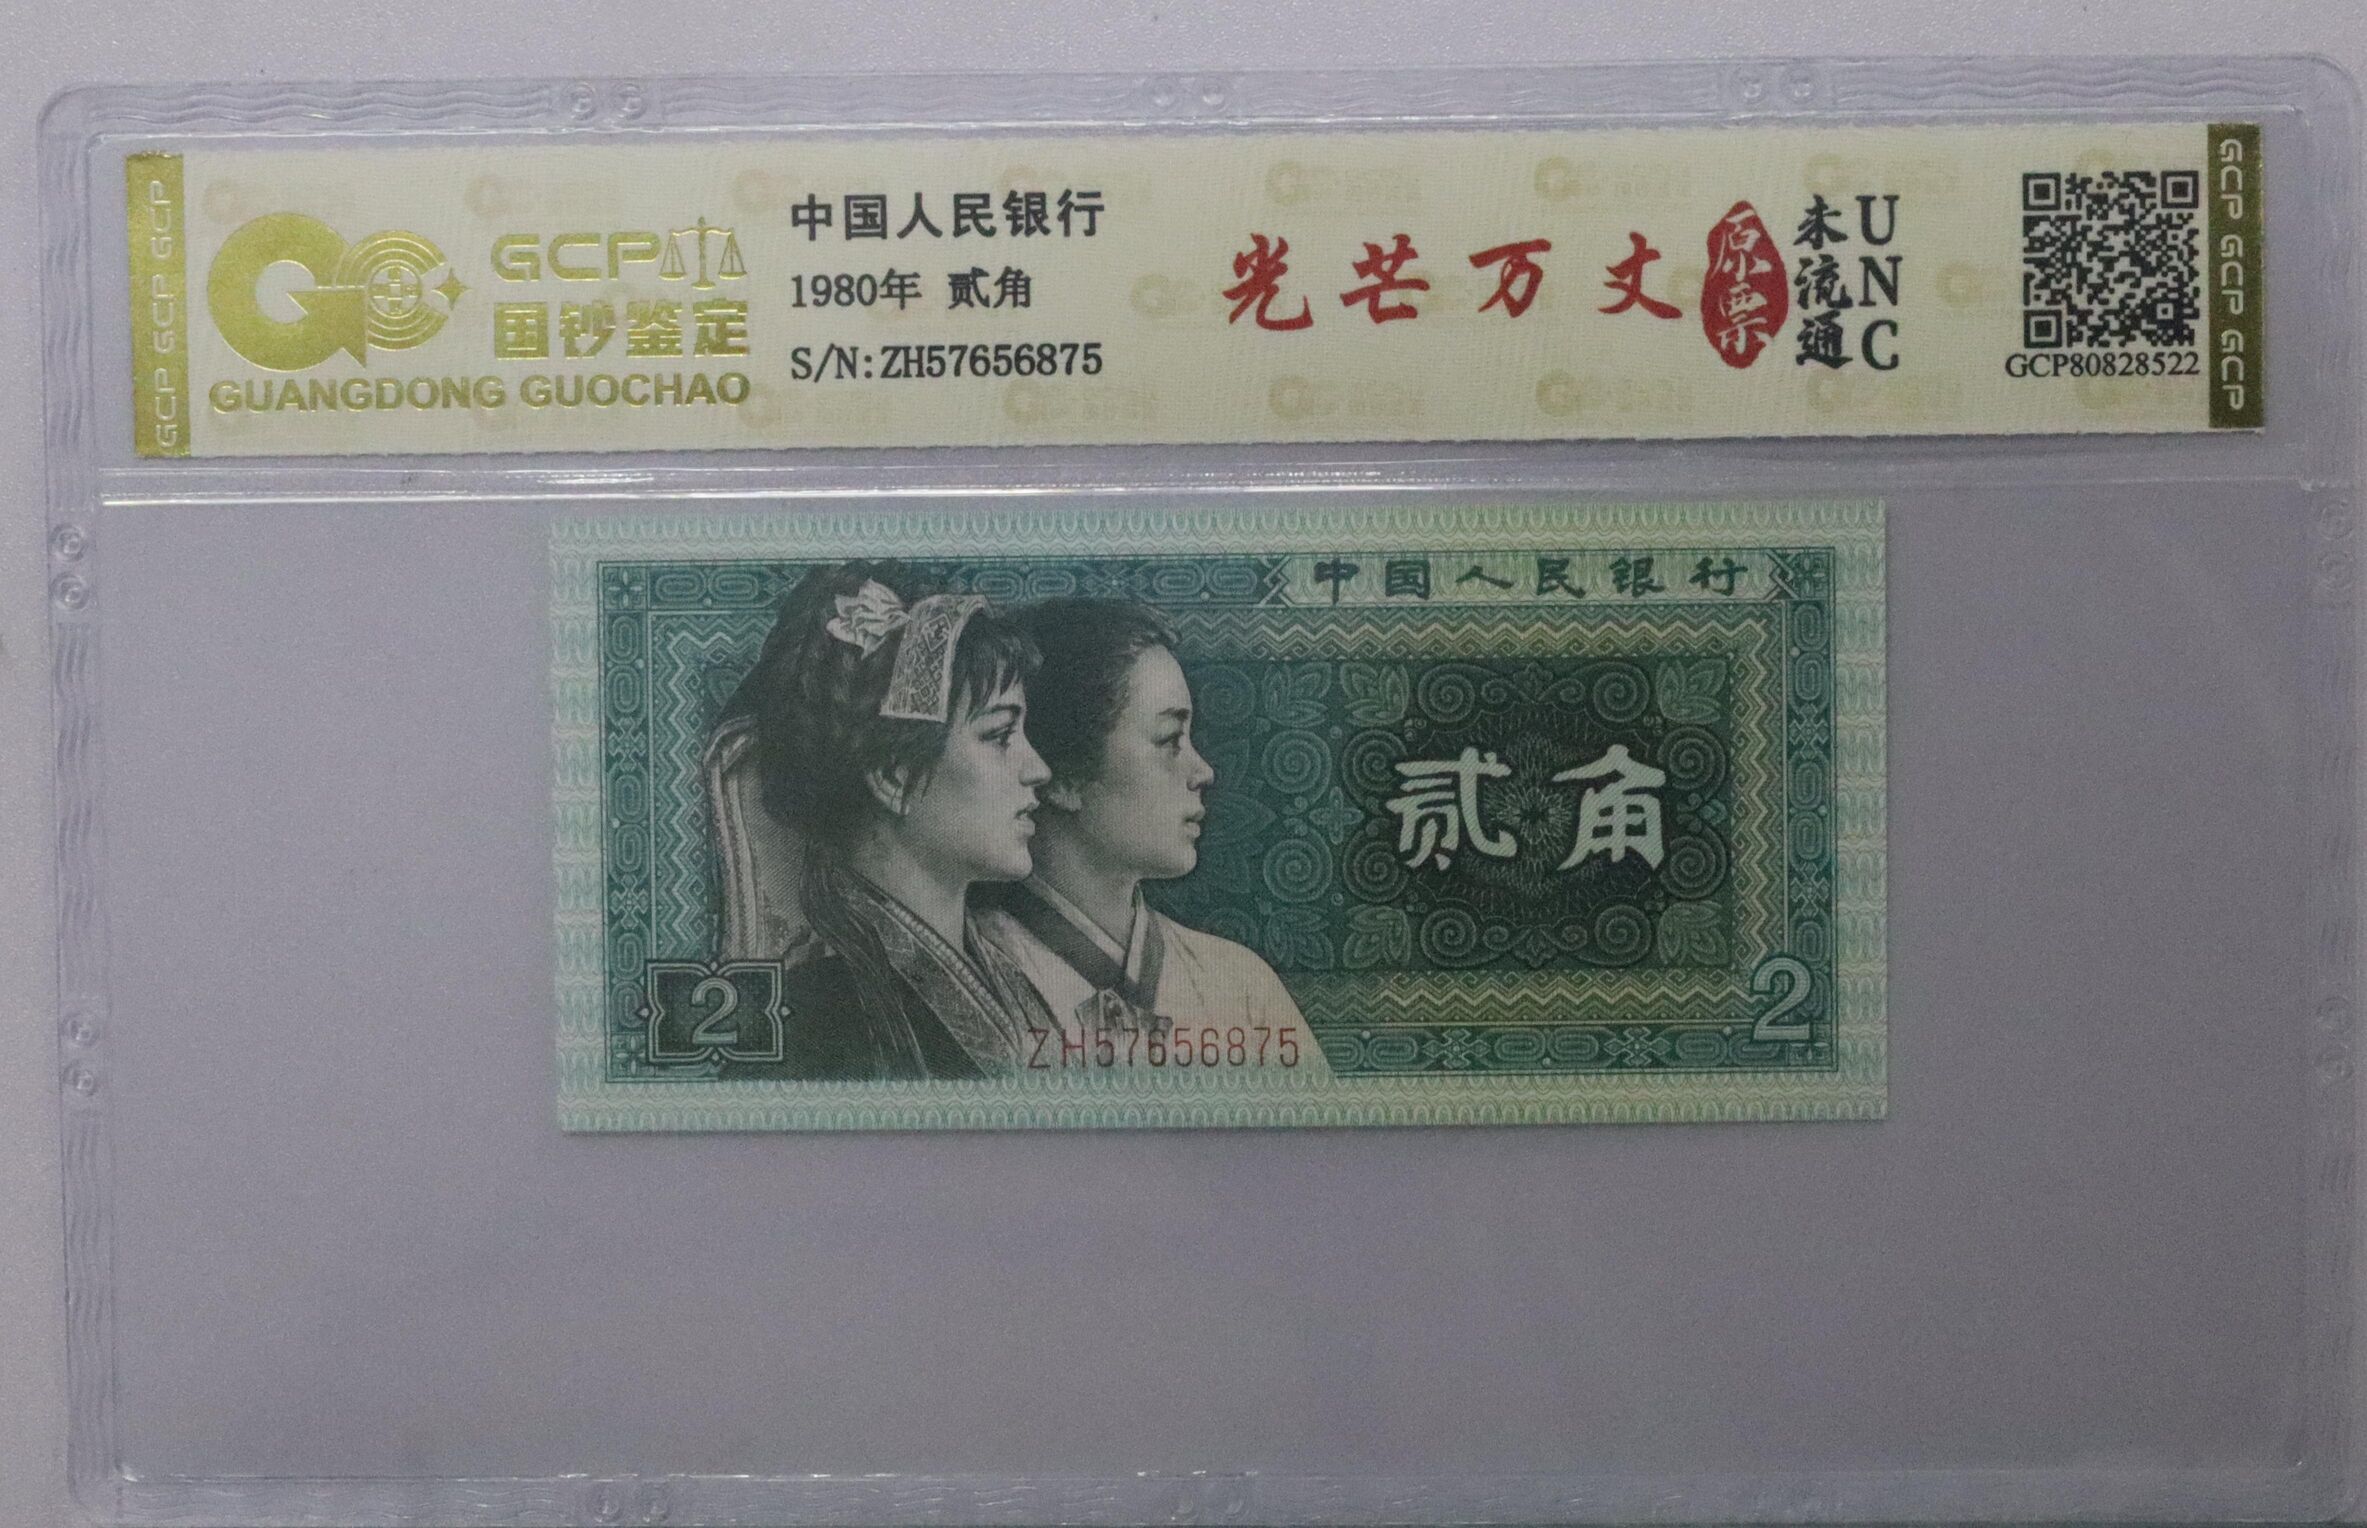 GCP GCP GCP
GCP
国钞鉴定
GUANGDONG GUOCHAO
中国人民银行
1980年 贰角
S/N:ZH57656875
光芒万丈
原票
未流通
UNC
GCP80828522
GCP GCP GCP
中国人民银行
贰角
2
2
ZH57656875